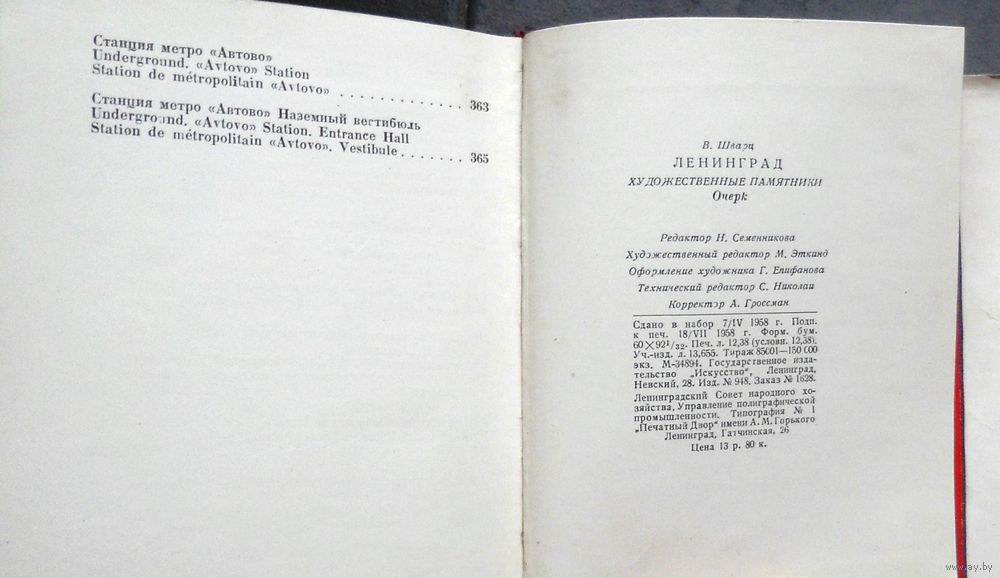 Станция метро «Автово»
Underground. «Avtovo» Station
Station de métropolitain «Avtovo» . . . . . . . . . . . . . 363
Станция метро «Автово» Наземный вестибюль
Underground. «Avtovo» Station. Entrance Hall
Station de métropolitain «Avtovo». Vestibule . . . . . . . 365
В. Шварц
ЛЕНИНГРАД
ХУДОЖЕСТВЕННЫЕ ПАМЯТНИКИ
Очерк
Редактор Н. Семенникова
Художественный редактор М. Эткинд
Оформление художника Г. Епифанова
Технический редактор С. Николаи
Корректор А. Гроссман
Сдано в набор 7/IV 1958 г. Подп.
к печ. 18/VII 1958 г. Форм. бум.
60×92¹/₃₂. Печ. л. 12,38 (условн. 12,38).
Уч.-изд. л. 13,655. Тираж 85001—150 000
экз. М-34894. Государственное изда-
тельство „Искусство", Ленинград,
Невский, 28. Изд. № 948. Заказ № 1628.
Ленинградский Совет народного хо-
зяйства. Управление полиграфической
промышленности. Типография № 1
„Печатный Двор" имени А. М. Горького
Ленинград, Гатчинская, 26
Цена 13 р. 80 к.
www.ay.by